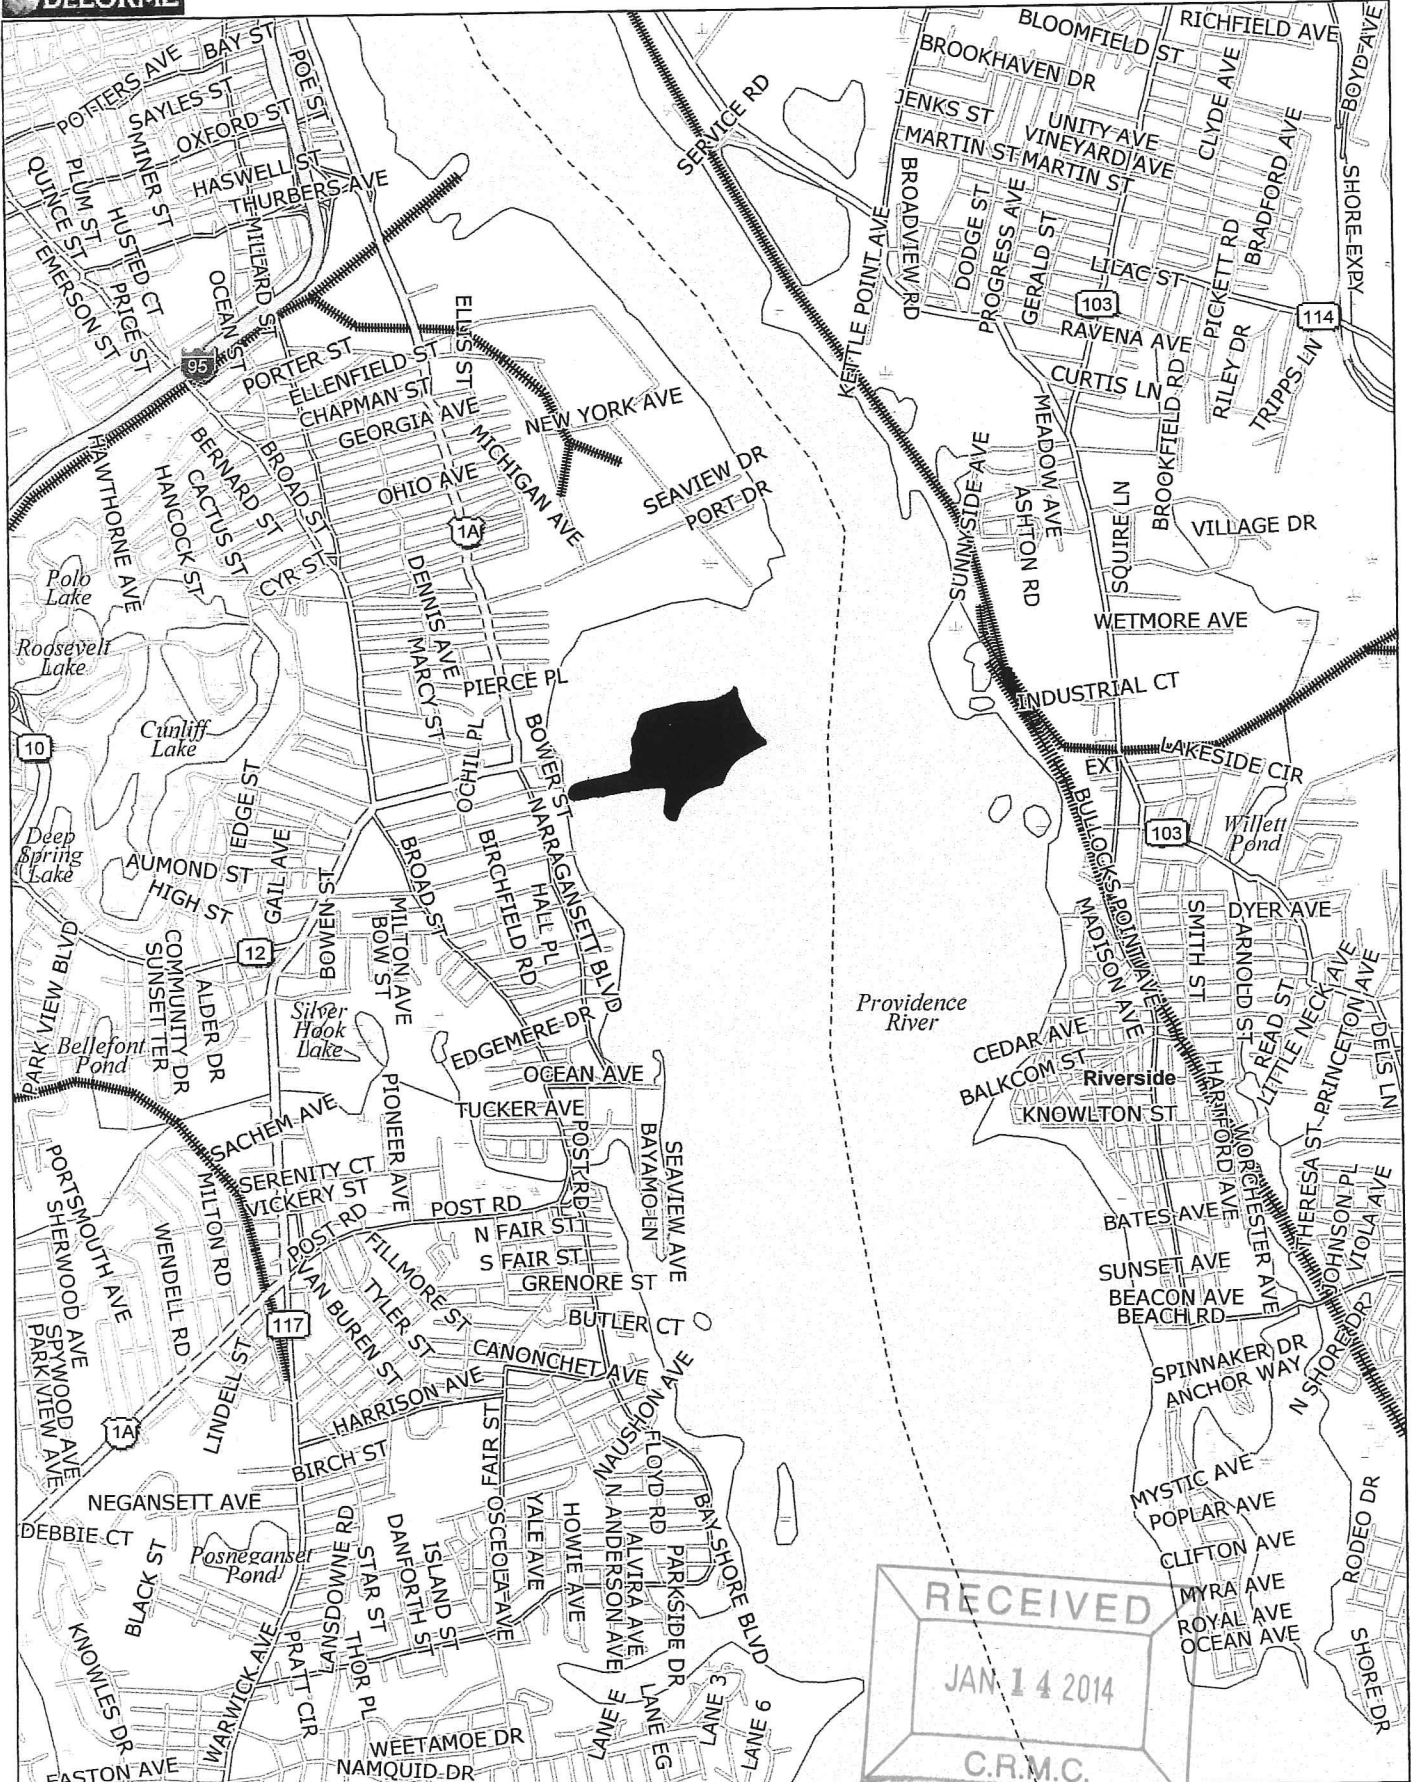 DELORME
POTTERS AVE
BAY ST
POE ST
SAYLES ST
SUMINER ST
OXFORD ST
PLUM ST
QUINCE ST
HUSTED CT
HASWELL ST
THURBERS AVE
MILLARD ST
EMERSON ST
PRICE ST
OCEAN ST
95
PORTER ST
ELLENFIELD ST
ELLIS ST
CHAPMAN ST
GEORGIA AVE
NEW YORK AVE
MICHIGAN AVE
HAWTHORNE AVE
BERNARD ST
BROAD ST
CACTUS ST
HANCOCK ST
OHIO AVE
1A
SEAVIEW DR
PORT DR
CYR ST
DENNIS AVE
MARCY ST
PIERCE PL
Polo
Lake
Roosevelt
Lake
Cunliff
Lake
10
OCHIL PL
BOWER ST
EDGE ST
Deep
Spring
Lake
AUMOND ST
HIGH ST
GAIL AVE
BROAD ST
BIRCHFIELD RD
HALL PL
NARRAGANSETT BLVD
BOWEN ST
MILTON AVE
BOW ST
12
PARK VIEW BLVD
COMMUNITY DR
SUNSET TER
ALDER DR
Silver
Hook
Lake
Bellefont
Pond
EDGEMERE DR
OCEAN AVE
TUCKER AVE
PIONEER AVE
SACHEM AVE
SERENITY CT
VICKERY ST
POST RD
BAYAMO LN
SEAVIEW AVE
PORTSMOUTH AVE
SHERWOOD AVE
MILTON RD
WENDELL RD
POST RD
POST RD
N FAIR ST
S FAIR ST
GRENORE ST
BUTLER CT
FILLMORE ST
TYLER ST
VAN BUREN ST
117
CANONCHET AVE
HARRISON AVE
NAUSHON AVE
SPYWOOD AVE
PARK VIEW AVE
1A
LINDELL ST
BIRCH ST
FAIR ST
FLOYD RD
BAY SHORE BLVD
NEGANSETT AVE
DEBBIE CT
BLACK ST
Posneganset
Pond
LANSDOWNE RD
STAR ST
DANFORTH ST
ISLAND ST
OSCEOLA AVE
YALE AVE
HOWIE AVE
N ANDERSON AVE
ALVIRA AVE
PARKSIDE DR
KNOWLES DR
WARWICK AVE
PRATT CIR
THOR PL
LANE E
LANE EG
LANE 3
LANE 6
WEETAMOE DR
NAMQUID DR
EASTON AVE
SERVICE RD
BLOOMFIELD ST
RICHFIELD AVE
BOYD AVE
BROOKHAVEN DR
JENKS ST
UNITY AVE
VINEYARD AVE
MARTIN ST
MARTIN ST
CLYDE AVE
BRADFORD AVE
SHORE EXPY
BROADVIEW RD
DODGE ST
PROGRESS AVE
GERALD ST
KETTLE POINT AVE
LILAC ST
PICKETT RD
103
114
RAVENA AVE
CURTIS LN
BROOKFIELD RD
RILEY DR
TRIPPS LN
MEADOW AVE
SUNNYSIDE AVE
ASHTON RD
SQUIRE LN
VILLAGE DR
WETMORE AVE
INDUSTRIAL CT
EXT
LAKESIDE CIR
103
Willett
Pond
BULLOCKS POINT AVE
MADISON AVE
SMITH ST
DYER AVE
ARNOLD ST
Providence
River
CEDAR AVE
BALKCOM ST
Riverside
KNOWLTON ST
READ ST
LITTLE NECK AVE
PRINCETON AVE
DELS LN
HARTFORD AVE
WORCHESTER AVE
THERESA ST
JOHNSON PL
VIOLA AVE
BATES AVE
SUNSET AVE
BEACON AVE
BEACH RD
SPINNAKER DR
ANCHOR WAY
N SHORE DR
MYSTIC AVE
POPLAR AVE
CLIFTON AVE
MYRA AVE
ROYAL AVE
OCEAN AVE
RODEO DR
SHORE DR
RECEIVED
JAN 14 2014
C.R.M.C.